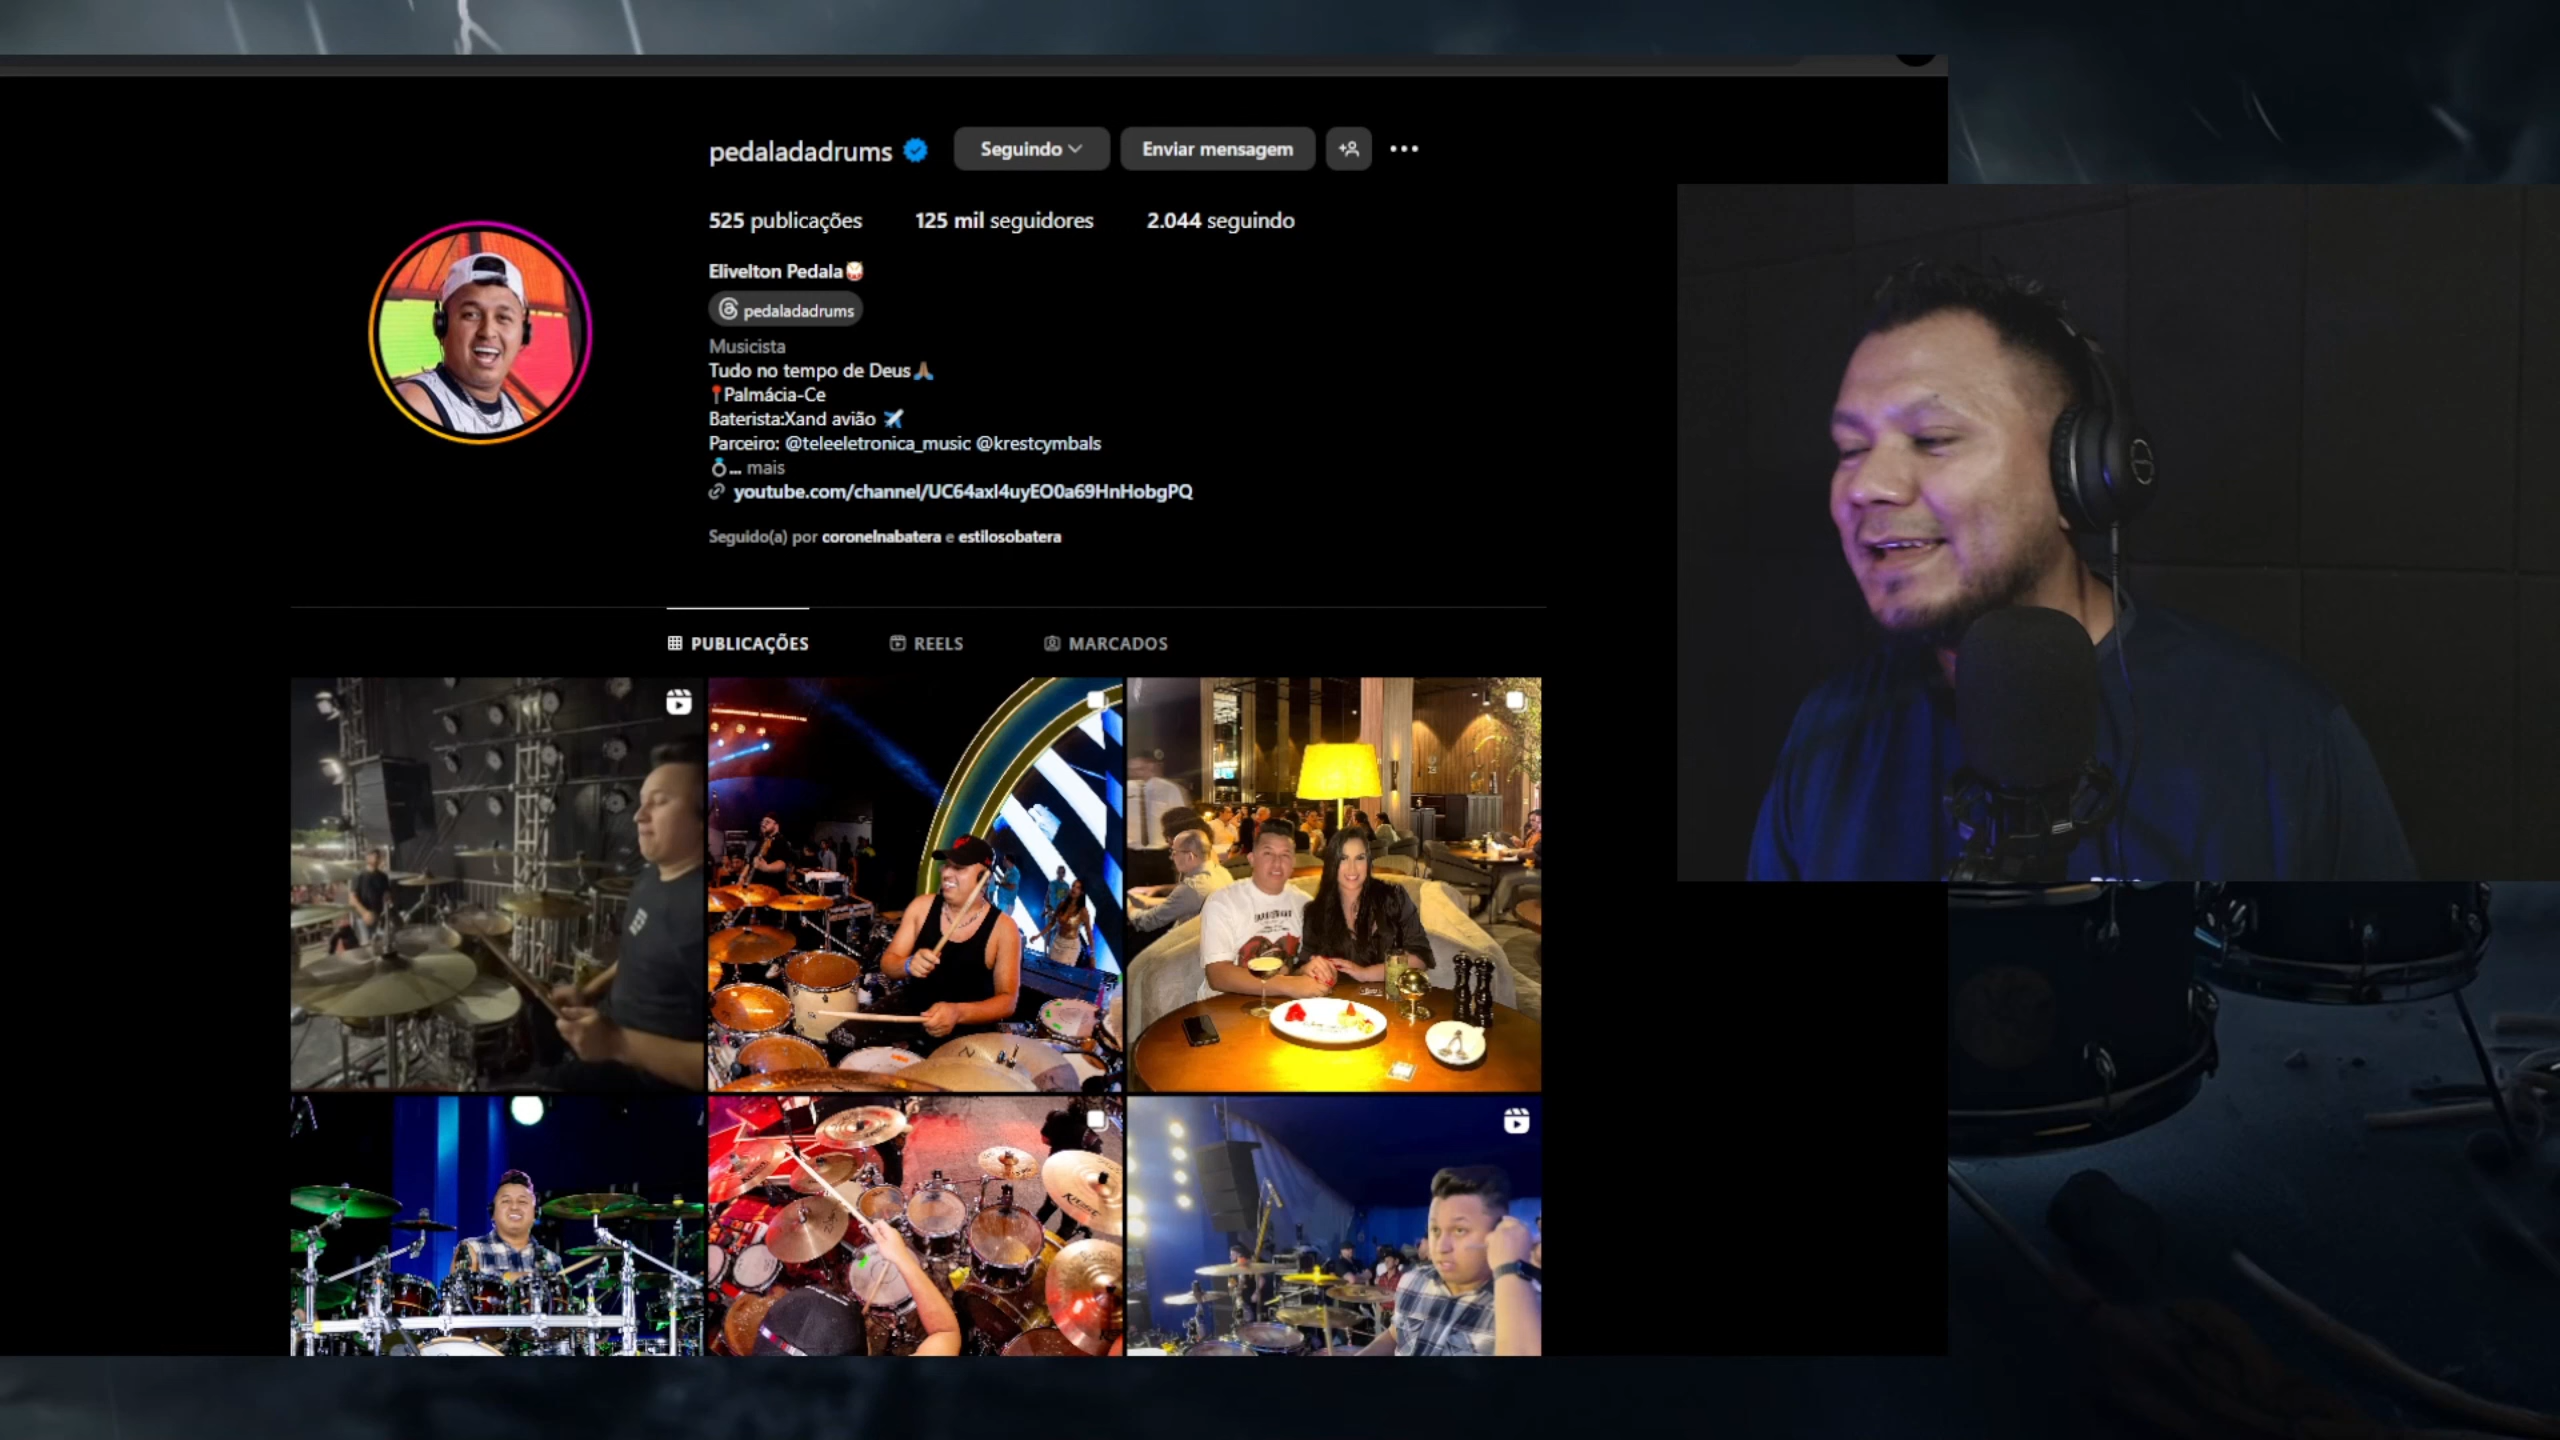 pedaladadrums
Seguindo
Enviar mensagem
525 publicações 125 mil seguidores 2.044 seguindo
Elivelton Pedala🥁
pedaladadrums
Musicista
Tudo no tempo de Deus🙏🏽
📍Palmácia-Ce
Baterista:Xand avião ✈️
Parceiro: @teleeletronica_music @krestcymbals
💍... mais
youtube.com/channel/UC64axl4uyEO0a69HnHobgPQ
Seguido(a) por coronelnabatera e estilosobatera
PUBLICAÇÕES
REELS
MARCADOS